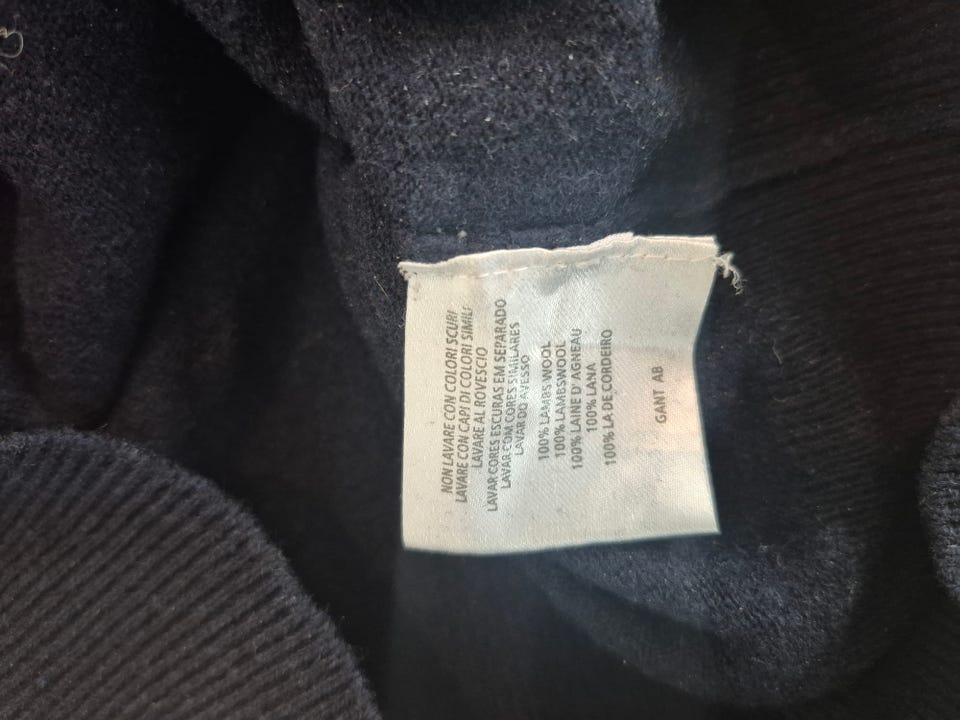 NON LAVARE CON COLORI SCURI
LAVARE CON CAPI DI COLORI SIMILI
LAVARE AL ROVESCIO
LAVAR CORES ESCURAS EM SEPARADO
LAVAR COM CORES SIMILARES
LAVAR DO AVESSO
100% LAMBS WOOL
100% LAMBSWOOL
100% LAINE D' AGNEAU
100% LANA
100% LA DE CORDEIRO
GANT AB